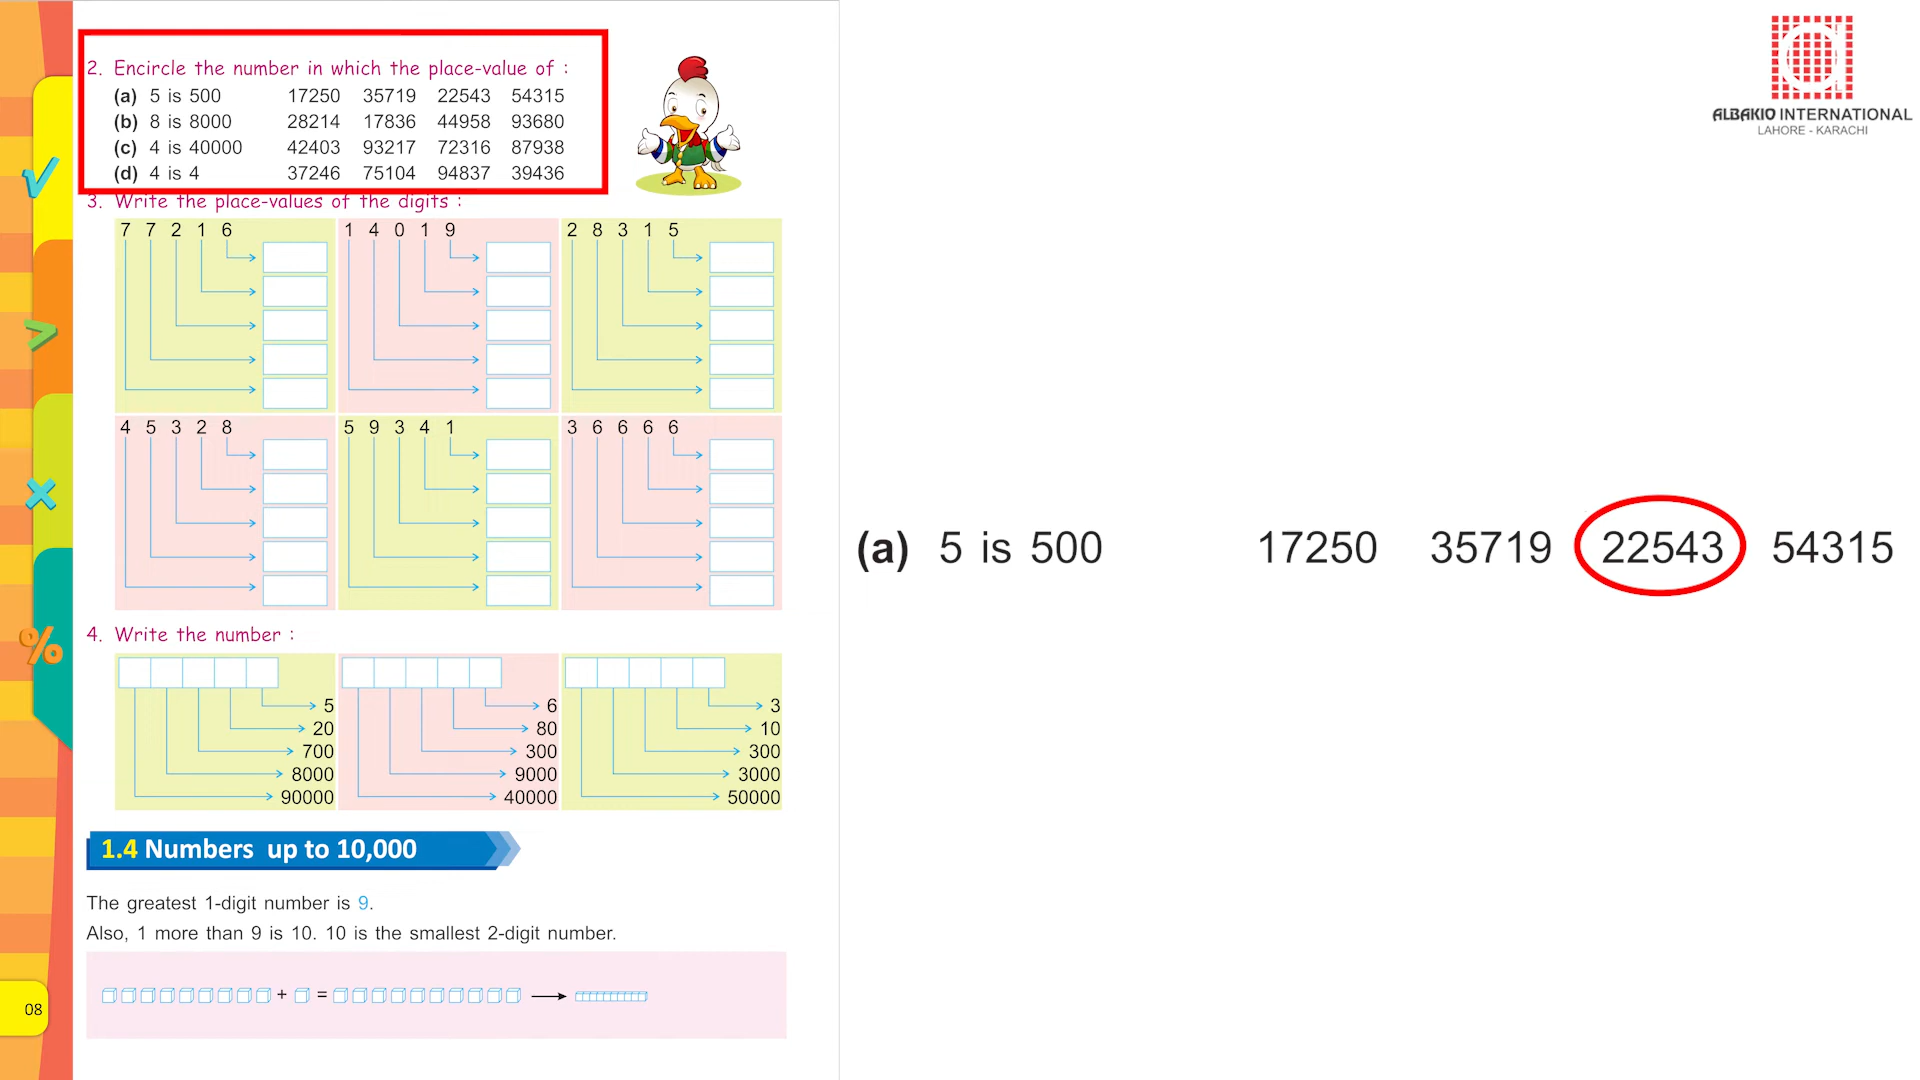 2. Encircle the number in which the place-value of :
(a) 5 is 500 17250 35719 22543 54315
(b) 8 is 8000 28214 17836 44958 93680
(c) 4 is 40000 42403 93217 72316 87938
(d) 4 is 4 37246 75104 94837 39436
3. Write the place-values of the digits :
7 7 2 1 6
1 4 0 1 9
2 8 3 1 5
4 5 3 2 8
5 9 3 4 1
3 6 6 6 6
4. Write the number :
5
20
700
8000
90000
6
80
300
9000
40000
3
10
300
3000
50000
1.4 Numbers up to 10,000
The greatest 1-digit number is 9.
Also, 1 more than 9 is 10. 10 is the smallest 2-digit number.
+ =
08
√
>
×
%
a
ALBAKIO INTERNATIONAL
LAHORE - KARACHI
(a) 5 is 500 17250 35719 22543 54315